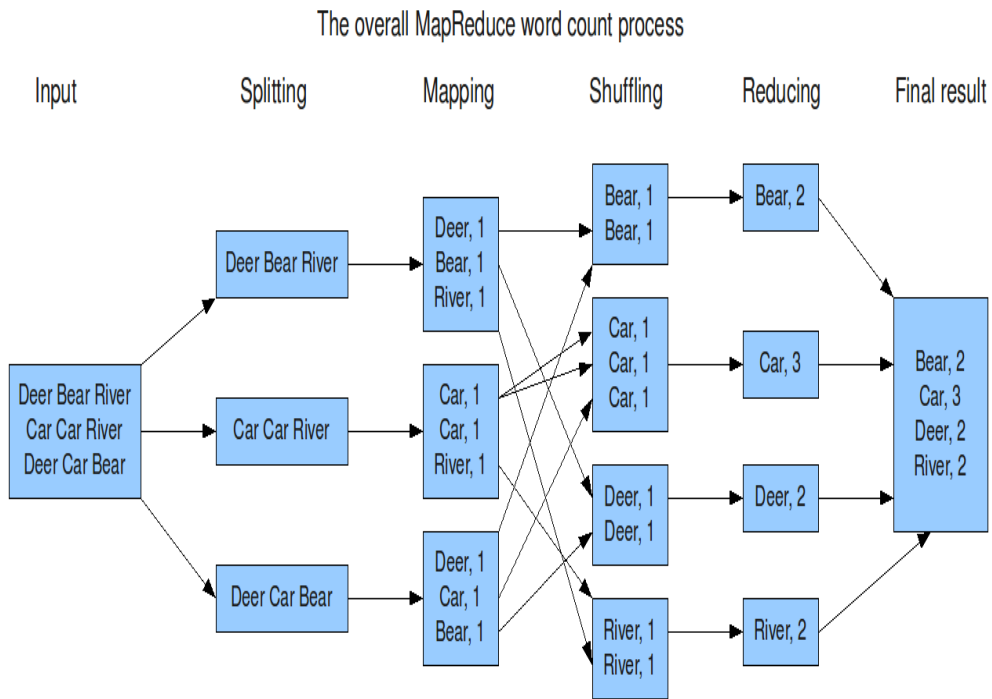 The overall MapReduce word count process
Input
Splitting
Mapping
Shuffling
Reducing
Final result
Deer Bear River
Car Car River
Deer Car Bear
Deer Bear River
Car Car River
Deer Car Bear
Deer, 1
Bear, 1
River, 1
Car, 1
Car, 1
River, 1
Deer, 1
Car, 1
Bear, 1
Bear, 1
Bear, 1
Car, 1
Car, 1
Car, 1
Deer, 1
Deer, 1
River, 1
River, 1
Bear, 2
Car, 3
Deer, 2
River, 2
Bear, 2
Car, 3
Deer, 2
River, 2